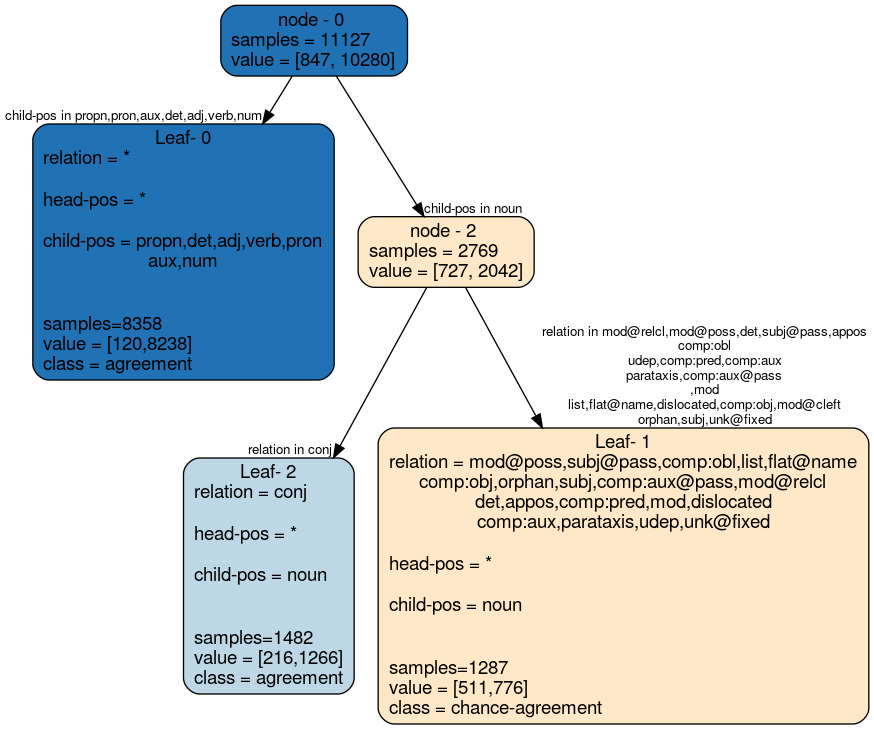 node - 0
samples = 11127
value = [847, 10280]
child-pos in propn,pron,aux,det,adj,verb,num
Leaf- 0
relation = *
head-pos = *
child-pos = propn,det,adj,verb,pron
aux,num
samples=8358
value = [120,8238]
class = agreement
child-pos in noun
node - 2
samples = 2769
value = [727, 2042]
relation in conj
Leaf- 2
relation = conj
head-pos = *
child-pos = noun
samples=1482
value = [216,1266]
class = agreement
relation in mod@relcl,mod@poss,det,subj@pass,appos
comp:obl
udep,comp:pred,comp:aux
parataxis,comp:aux@pass
,mod
list,flat@name,dislocated,comp:obj,mod@cleft
orphan,subj,unk@fixed
Leaf- 1
relation = mod@poss,subj@pass,comp:obl,list,flat@name
comp:obj,orphan,subj,comp:aux@pass,mod@relcl
det,appos,comp:pred,mod,dislocated
comp:aux,parataxis,udep,unk@fixed
head-pos = *
child-pos = noun
samples=1287
value = [511,776]
class = chance-agreement